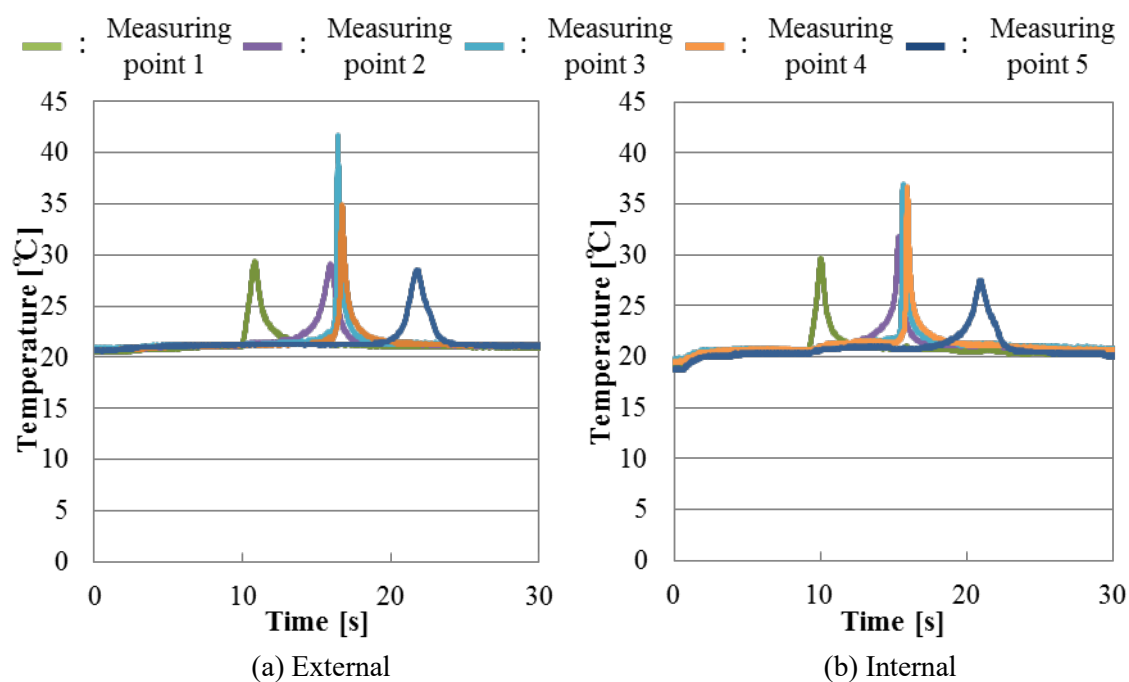 : Measuring point 1 : Measuring point 2 : Measuring point 3 : Measuring point 4 : Measuring point 5
45
40
35
30
25
20
15
10
5
0
Temperature [℃]
0 10 20 30
Time [s]
(a) External
45
40
35
30
25
20
15
10
5
0
Temperature [℃]
0 10 20 30
Time [s]
(b) Internal